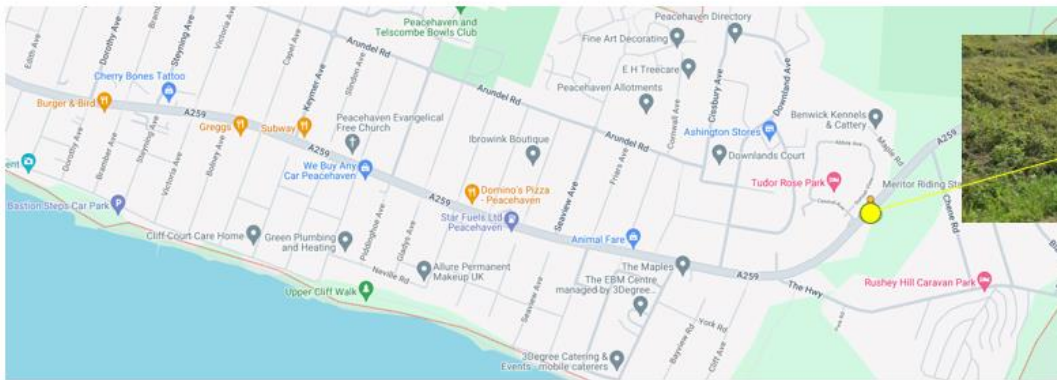 Peacehaven and
Telscombe Bowls Club
Peacehaven Directory
Fine Art Decorating
E H Treecare
Peacehaven Allotments
Arundel Rd
Arundel Rd
Arundel Rd
Edith Ave
Dorothy Ave
Steyning Ave
Victoria Ave
Capel Ave
Keymer Ave
Slindon Ave
Cherry Bones Tattoo
Burger & Bird
A259
Greggs
Subway
Peacehaven Evangelical
Free Church
A259
We Buy Any
Car Peacehaven
Ibrowink Boutique
Cornwall Ave
Cissbury Ave
Downland Ave
Ashington Stores
Downlands Court
Benwick Kennels
& Cattery
Maple Rd
A259
Tudor Rose Park
Meritor Riding
Dorothy Ave
Bramber Ave
Steyning Ave
Victoria Ave
Bolney Ave
Bastion Steps Car Park
Cliff Court Care Home
Green Plumbing
and Heating
Piddinghoe Ave
Gladys Ave
A259
Domino's Pizza
- Peacehaven
Star Fuels Ltd
Peacehaven
Seaview Ave
Friars Ave
Animal Fare
The Maples
A259
The Hwy
Rushey Hill Caravan Park
Neville Rd
Upper Cliff Walk
Allure Permanent
Makeup UK
Seaview Ave
The EBM Centre
managed by 3Degree...
York Rd
Bayview Rd
Cliff Ave
3Degree Catering &
Events - mobile caterers